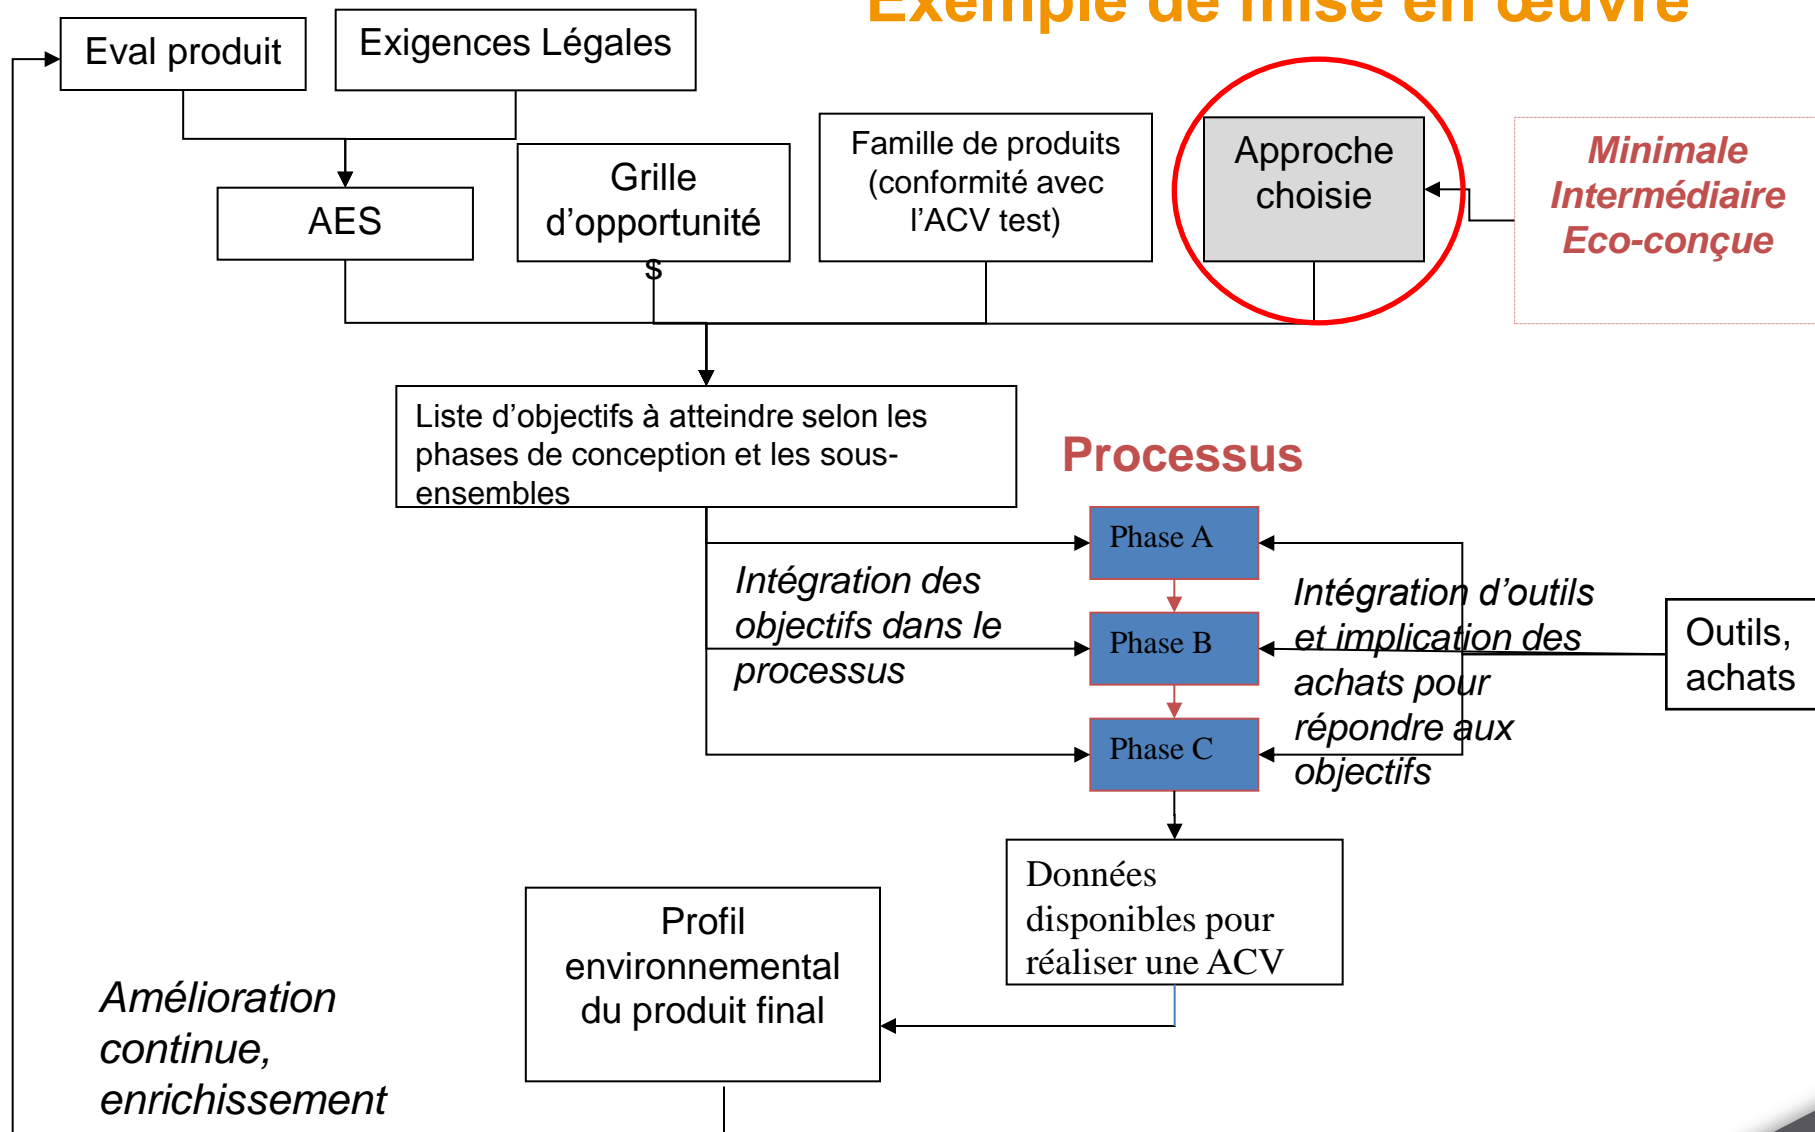 Exemple de mise en œuvre
Eval produit
Exigences Légales
AES
Grille
d’opportunité
s
Famille de produits
(conformité avec
l’ACV test)
Approche
choisie
Minimale
Intermédiaire
Eco-conçue
Liste d’objectifs à atteindre selon les
phases de conception et les sous-
ensembles
Processus
Phase A
Phase B
Phase C
Intégration des
objectifs dans le
processus
Intégration d’outils
et implication des
achats pour
répondre aux
objectifs
Outils,
achats
Données
disponibles pour
réaliser une ACV
Profil
environnemental
du produit final
Amélioration
continue,
enrichissement